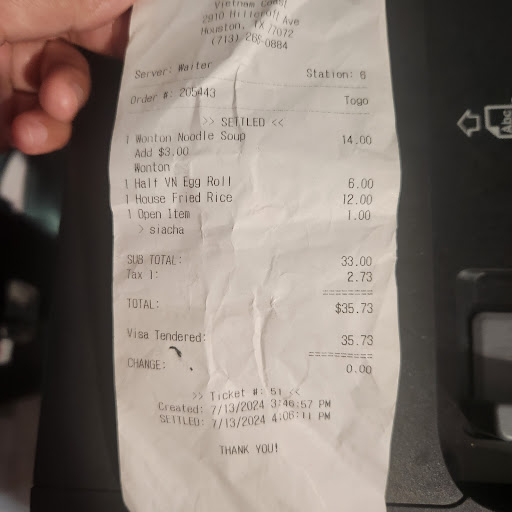 Vietnam Coast
2910 Hillcroft Ave
Houston, TX 77072
(713) 266-0884
Server: Waiter Station: 6
Order #: 205443 Togo
>> SETTLED <<
1 Wonton Noodle Soup 14.00
Add $3.00
Wonton
1 Half VN Egg Roll 6.00
1 House Fried Rice 12.00
1 Open Item 1.00
> siacha
SUB TOTAL: 33.00
Tax 1: 2.73
========
TOTAL: $35.73
Visa Tendered: 35.73
==========
CHANGE: 0.00
>> Ticket #: 51 <<
Created: 7/13/2024 3:46:57 PM
SETTLED: 7/13/2024 4:06:11 PM
THANK YOU!
Abc